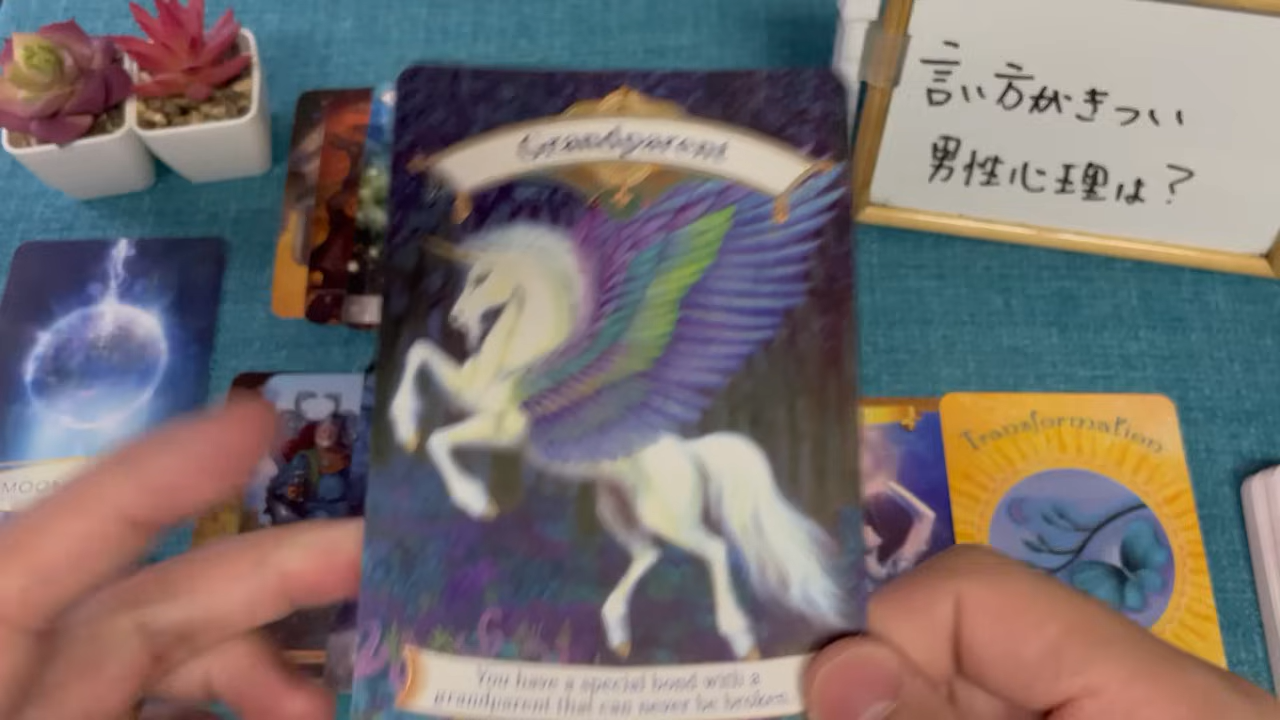 Grandparent
言い方がきつい
男性心理は？
Transformation
MOON
You have a special bond with a
grandparent that can never be broken.